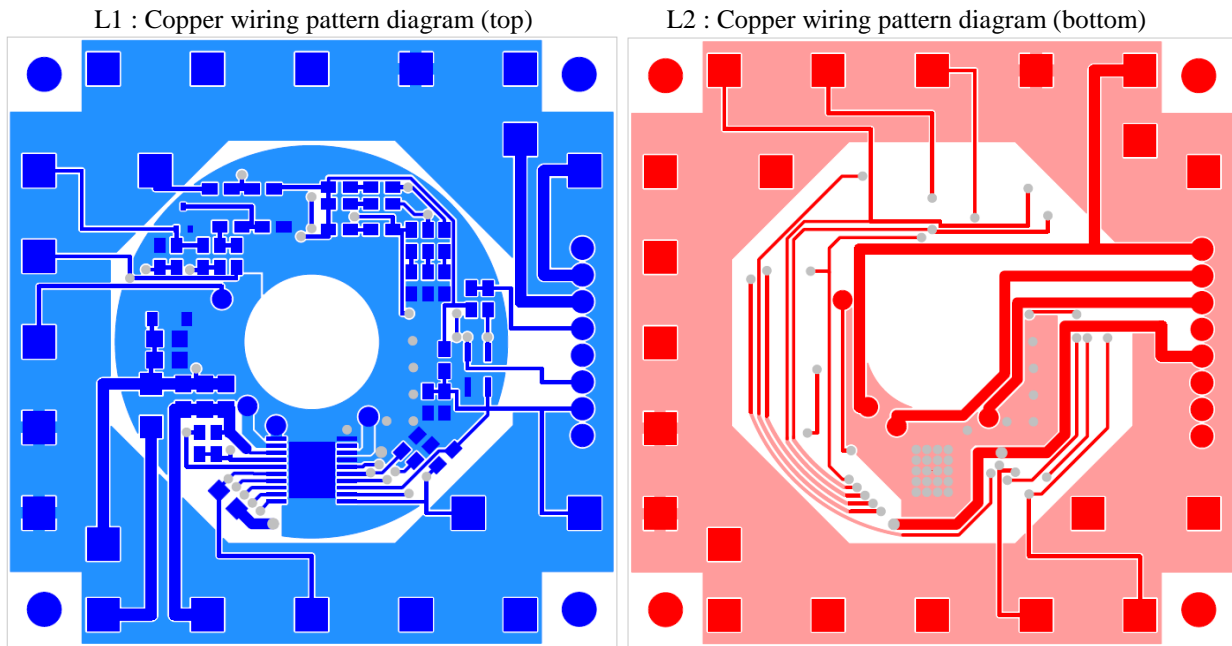 L1 : Copper wiring pattern diagram (top)
L2 : Copper wiring pattern diagram (bottom)